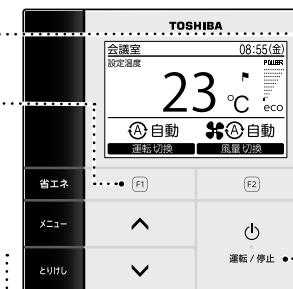 TOSHIBA
会議室 08:55(金)
設定温度 POWER
23 °C eco
Ⓐ自動 Ⓐ自動
運転切換 風量切換
省エネ F1 F2
メニュー
運転/停止
とりけし